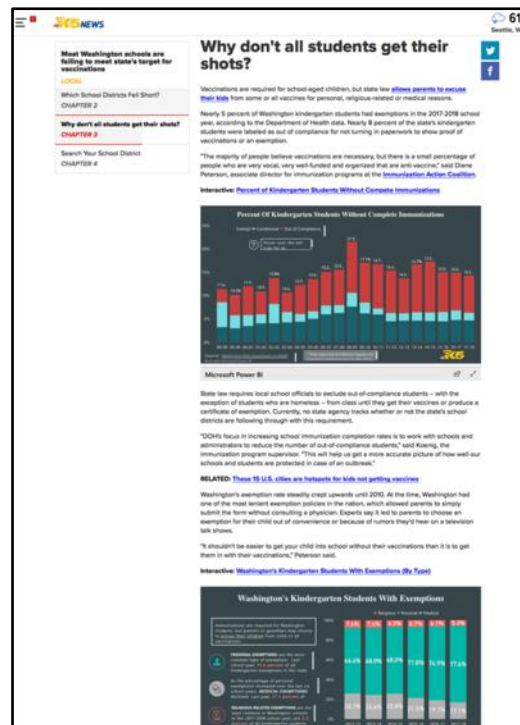 K5 NEWS
61
Seattle, W
Most Washington schools are
failing to meet state's target for
vaccinations
LOCAL
Which School Districts Fall Short?
CHAPTER 2
Why don't all students get their shots?
CHAPTER 3
Search Your School District
CHAPTER 4
Why don't all students get their
shots?
Vaccinations are required for school-aged children, but state law allows parents to excuse
their kids from some or all vaccines for personal, religious-related or medical reasons.
Nearly 5 percent of Washington kindergarten students had exemptions in the 2017-2018 school
year, according to the Department of Health data. Nearly 8 percent of the state's kindergarten
students were labeled as out of compliance for not turning in paperwork to show proof of
vaccinations or an exemption.
"The majority of people believe vaccinations are necessary, but there is a small percentage of
people who are very vocal, very well-funded and organized that are anti-vaccine," said Diane
Peterson, associate director for immunization programs at the Immunization Action Coalition.
Interactive: Percent of Kindergarten Students Without Compete Immunizations
Percent Of Kindergarten Students Without Complete Immunizations
Exempt Conditional Out of Compliance
K5
Microsoft Power BI
State law requires local school officials to exclude out-of-compliance students – with the
exception of students who are homeless – from class until they get their vaccines or produce a
certificate of exemption. Currently, no state agency tracks whether or not the state's school
districts are following through with this requirement.
"DOH's focus in increasing school immunization completion rates is to work with schools and
administrators to reduce the number of out-of-compliance students," said Koenig, the
immunization program supervisor. "This will help us get a more accurate picture of how well our
schools and students are protected in case of an outbreak."
RELATED: These 15 U.S. cities are hotspots for kids not getting vaccines
Washington's exemption rate steadily crept upwards until 2010. At the time, Washington had
one of the most lenient exemption policies in the nation, which allowed parents to simply
submit the form without consulting a physician. Experts say it led to parents to choose an
exemption for their child out of convenience or because of rumors they'd hear on a television
talk shows.
"It shouldn't be easier to get your child into school without their vaccinations then it is to get
them in with their vaccinations," Peterson said.
Interactive: Washington's Kindergarten Students With Exemptions (By Type)
Washington's Kindergarten Students With Exemptions
Religious Personal Medical